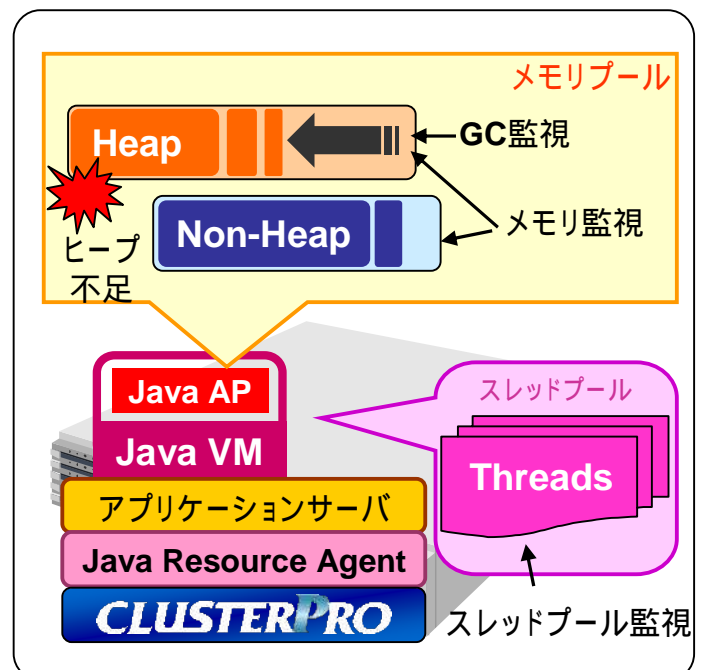 メモリプール
Heap
GC監視
Non-Heap
メモリ監視
ヒープ
不足
Java AP
スレッドプール
Java VM
Threads
アプリケーションサーバ
Java Resource Agent
CLUSTERPRO
スレッドプール監視